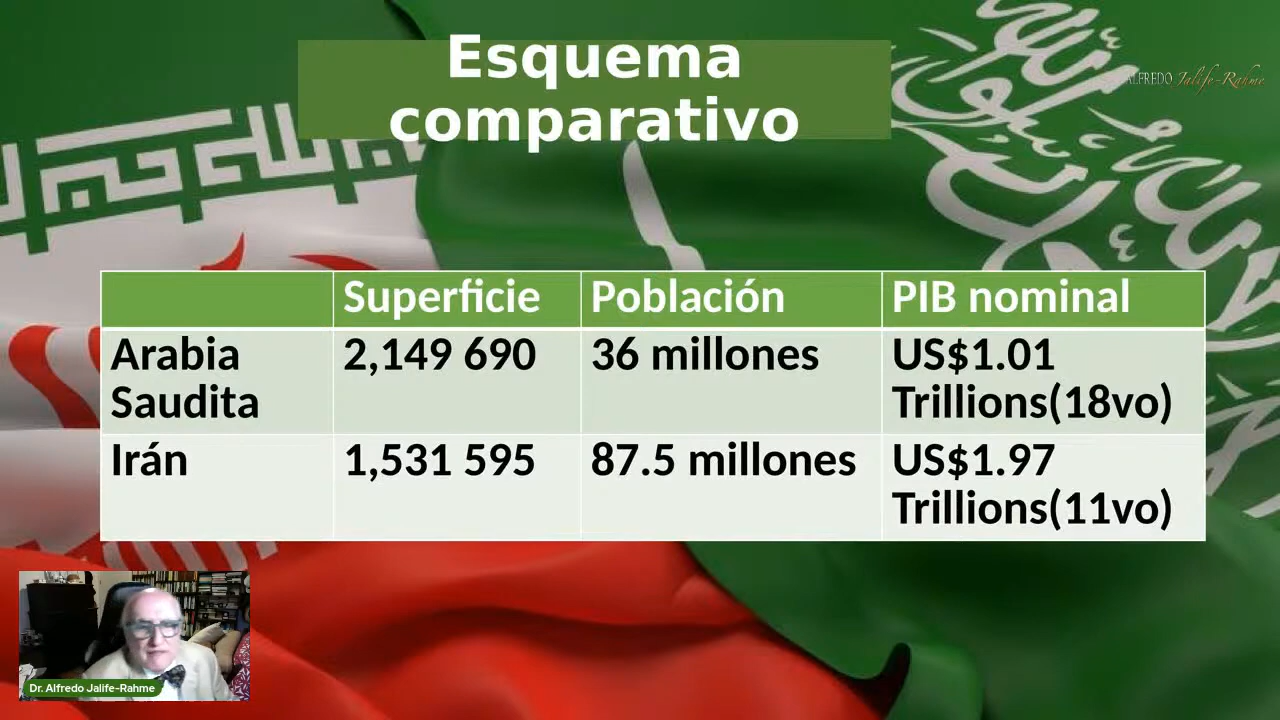 Esquema
comparativo
ALFREDO Jalife-Rahme
Superficie Población PIB nominal
Arabia Saudita 2,149 690 36 millones US$1.01 Trillions(18vo)
Irán 1,531 595 87.5 millones US$1.97 Trillions(11vo)
Dr. Alfredo Jalife-Rahme